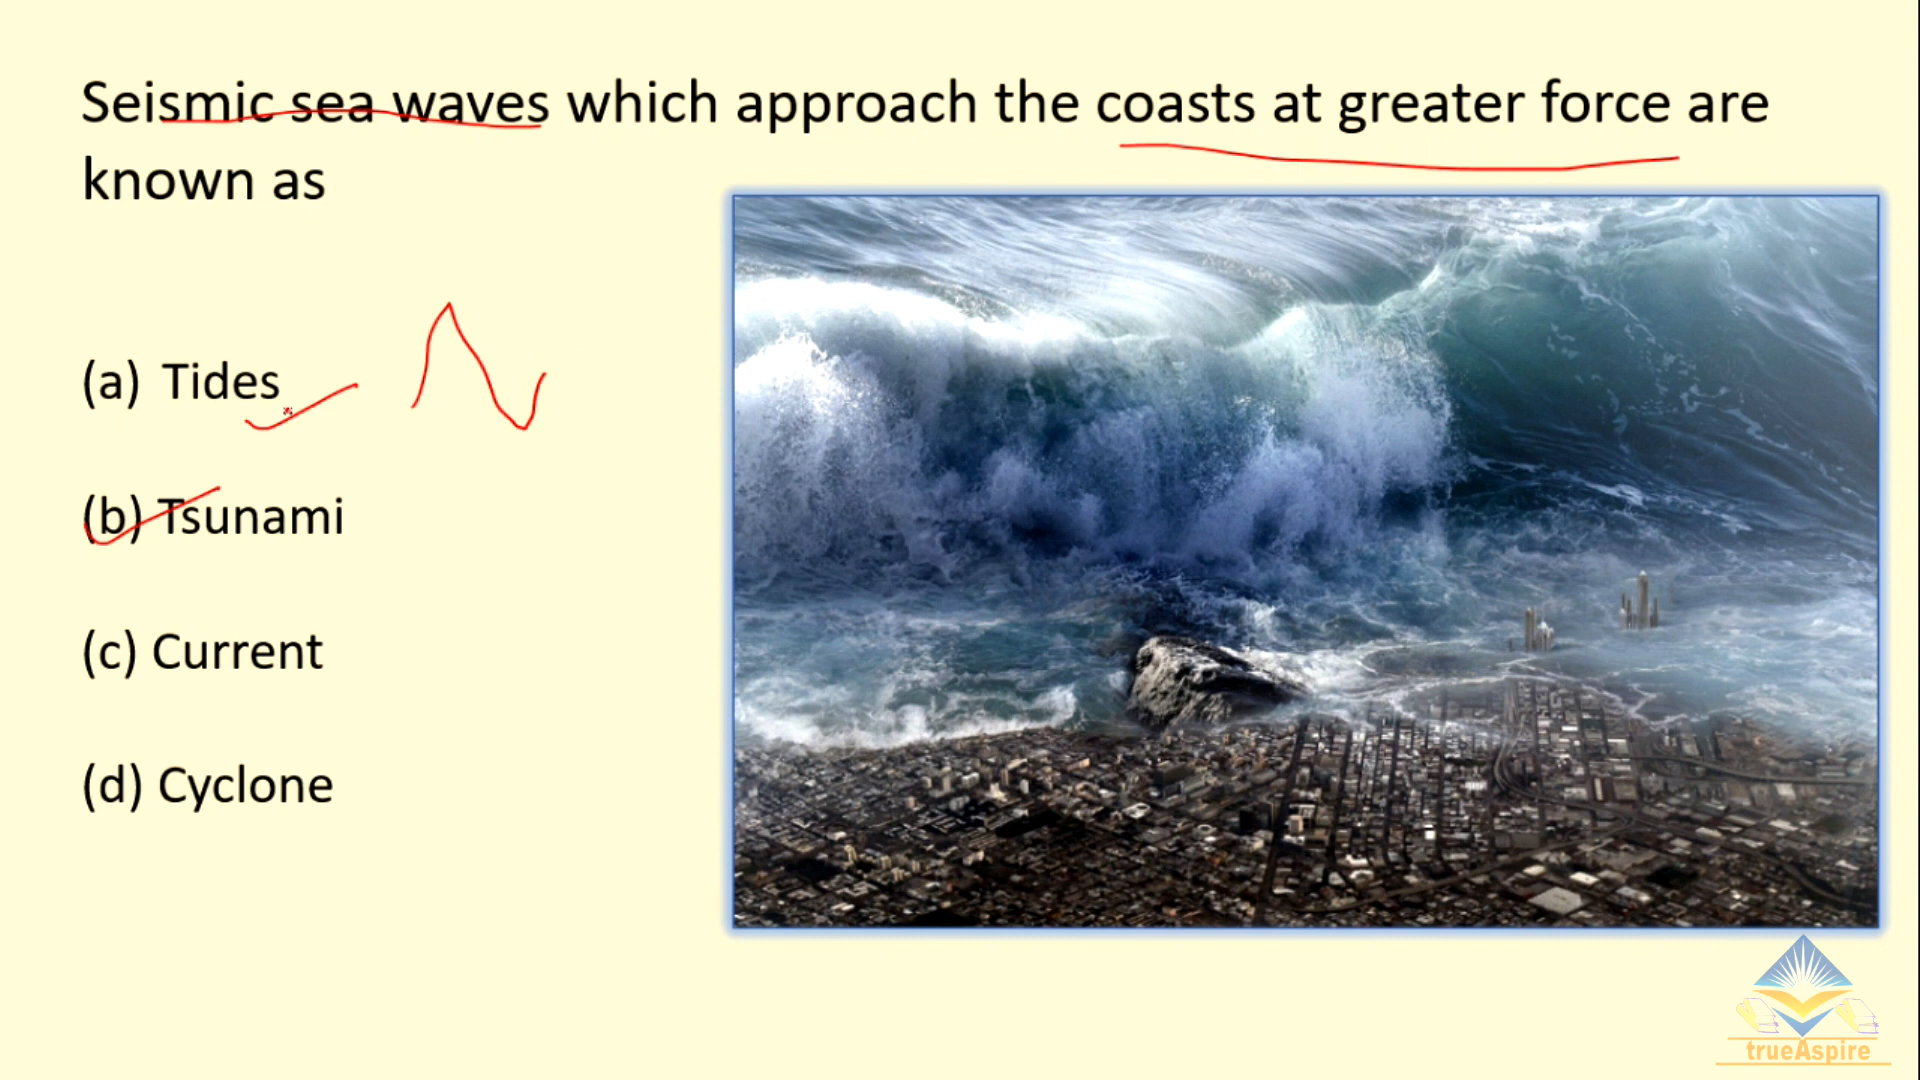 Seismic sea waves which approach the coasts at greater force are
known as
(a) Tides
(b) Tsunami
(c) Current
(d) Cyclone
trueAspire